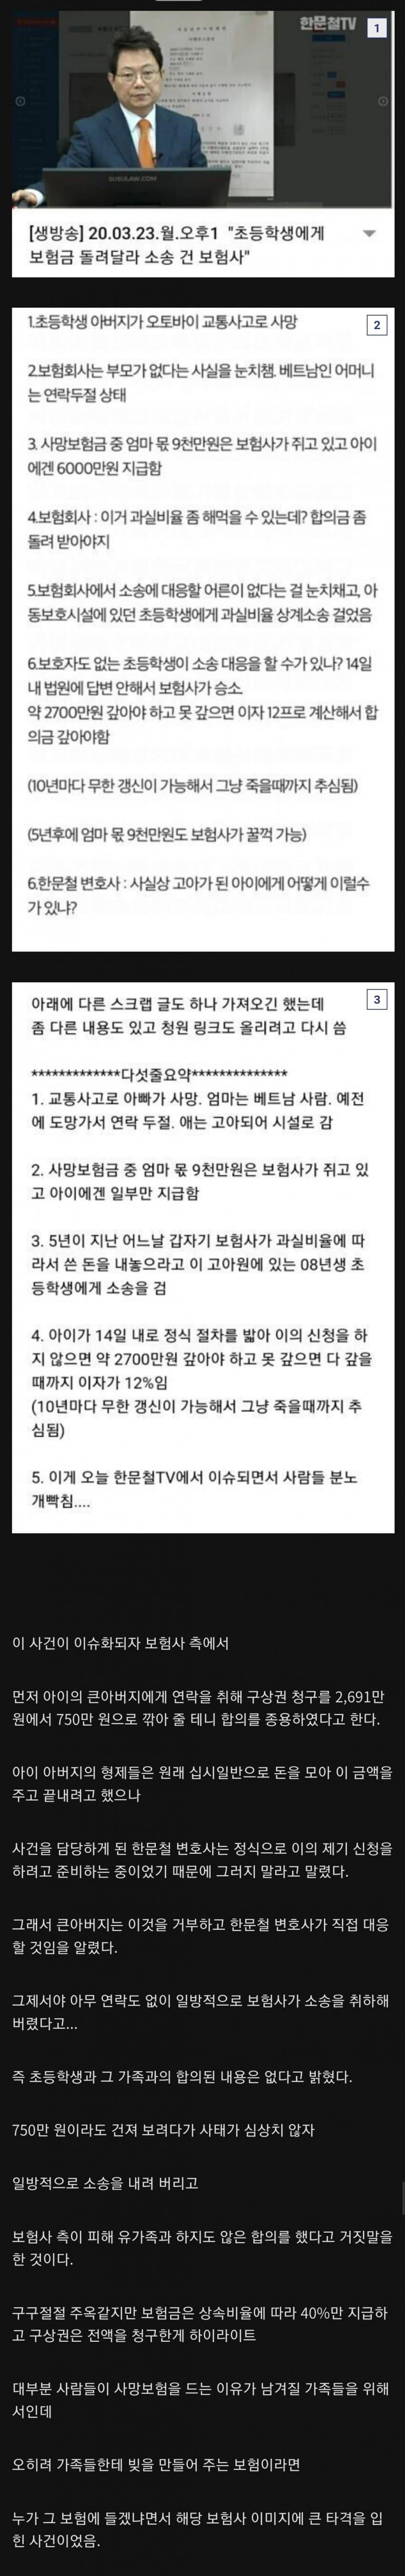 한문철TV
1
SUSULAW.COM
[생방송] 20.03.23.월.오후1 "초등학생에게
보험금 돌려달라 소송 건 보험사"
2
1.초등학생 아버지가 오토바이 교통사고로 사망
2.보험회사는 부모가 없다는 사실을 눈치챔. 베트남인 어머니
는 연락두절 상태
3. 사망보험금 중 엄마 몫 9천만원은 보험사가 쥐고 있고 아이
에겐 6000만원 지급함
4.보험회사 : 이거 과실비율 좀 해먹을 수 있는데? 합의금 좀
돌려 받아야지
5.보험회사에서 소송에 대응할 어른이 없다는 걸 눈치채고, 아
동보호시설에 있던 초등학생에게 과실비율 상계소송 걸었음
6.보호자도 없는 초등학생이 소송 대응을 할 수가 있나? 14일
내 법원에 답변 안해서 보험사가 승소.
약 2700만원 갚아야 하고 못 갚으면 이자 12프로 계산해서 합
의금 갚아야함
(10년마다 무한 갱신이 가능해서 그냥 죽을때까지 추심됨)
(5년후에 엄마 몫 9천만원도 보험사가 꿀꺽 가능)
6.한문철 변호사 : 사실상 고아가 된 아이에게 어떻게 이럴수
가 있냐?
3
아래에 다른 스크랩 글도 하나 가져오긴 했는데
좀 다른 내용도 있고 청원 링크도 올리려고 다시 씀
*************다섯줄요약**************
1. 교통사고로 아빠가 사망. 엄마는 베트남 사람. 예전
에 도망가서 연락 두절. 애는 고아되어 시설로 감
2. 사망보험금 중 엄마 몫 9천만원은 보험사가 쥐고 있
고 아이에겐 일부만 지급함
3. 5년이 지난 어느날 갑자기 보험사가 과실비율에 따
라서 쓴 돈을 내놓으라고 이 고아원에 있는 08년생 초
등학생에게 소송을 검
4. 아이가 14일 내로 정식 절차를 밟아 이의 신청을 하
지 않으면 약 2700만원 갚아야 하고 못 갚으면 다 갚을
때까지 이자가 12%임
(10년마다 무한 갱신이 가능해서 그냥 죽을때까지 추
심됨)
5. 이게 오늘 한문철TV에서 이슈되면서 사람들 분노
개빡침....
이 사건이 이슈화되자 보험사 측에서
먼저 아이의 큰아버지에게 연락을 취해 구상권 청구를 2,691만
원에서 750만 원으로 깎아 줄 테니 합의를 종용하였다고 한다.
아이 아버지의 형제들은 원래 십시일반으로 돈을 모아 이 금액을
주고 끝내려고 했으나
사건을 담당하게 된 한문철 변호사는 정식으로 이의 제기 신청을
하려고 준비하는 중이었기 때문에 그러지 말라고 말렸다.
그래서 큰아버지는 이것을 거부하고 한문철 변호사가 직접 대응
할 것임을 알렸다.
그제서야 아무 연락도 없이 일방적으로 보험사가 소송을 취하해
버렸다고...
즉 초등학생과 그 가족과의 합의된 내용은 없다고 밝혔다.
750만 원이라도 건져 보려다가 사태가 심상치 않자
일방적으로 소송을 내려 버리고
보험사 측이 피해 유가족과 하지도 않은 합의를 했다고 거짓말을
한 것이다.
구구절절 주옥같지만 보험금은 상속비율에 따라 40%만 지급하
고 구상권은 전액을 청구한게 하이라이트
대부분 사람들이 사망보험을 드는 이유가 남겨질 가족들을 위해
서인데
오히려 가족들한테 빚을 만들어 주는 보험이라면
누가 그 보험에 들겠냐면서 해당 보험사 이미지에 큰 타격을 입
힌 사건이었음.